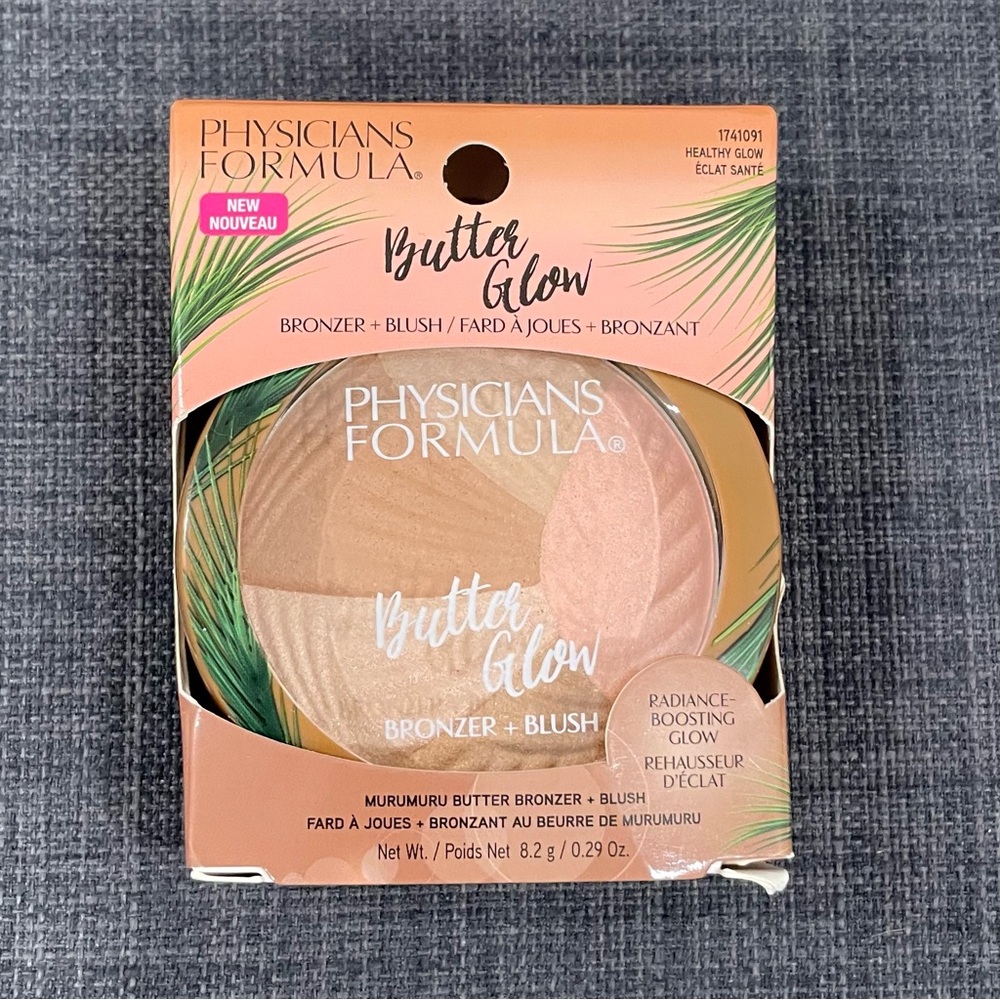 PHYSICIANS
FORMULA®
1741091
HEALTHY GLOW
ÉCLAT SANTÉ
NEW
NOUVEAU
Butter
Glow
BRONZER + BLUSH / FARD À JOUES + BRONZANT
PHYSICIANS
FORMULA®
Butter
Glow
BRONZER + BLUSH
RADIANCE-
BOOSTING
GLOW
REHAUSSEUR
D'ÉCLAT
MURUMURU BUTTER BRONZER + BLUSH
FARD À JOUES + BRONZANT AU BEURRE DE MURUMURU
Net Wt. / Poids Net 8.2 g / 0.29 Oz.